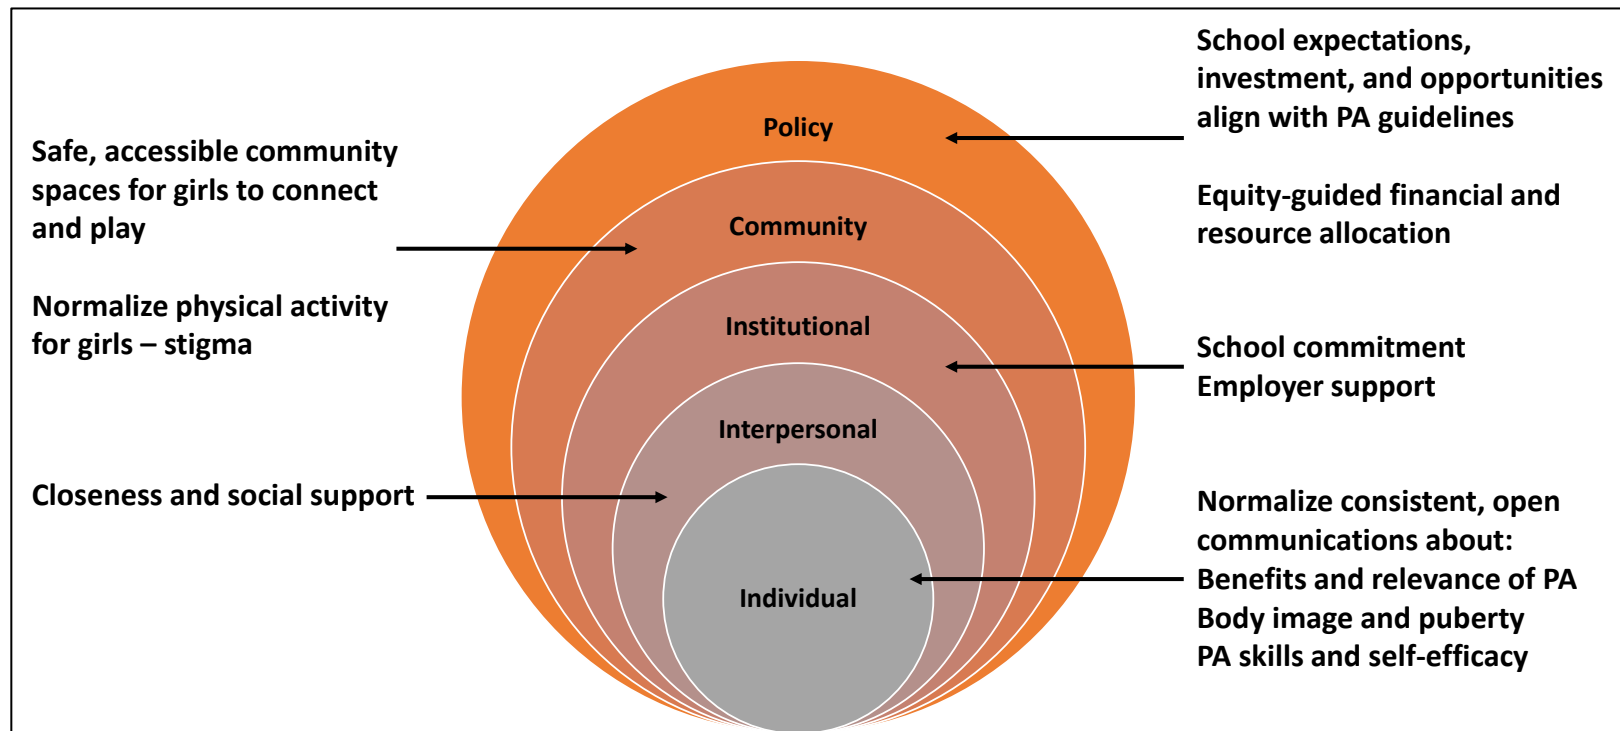 Safe, accessible community
spaces for girls to connect
and play
Normalize physical activity
for girls – stigma
Closeness and social support
Policy
Community
Institutional
Interpersonal
Individual
School expectations,
investment, and opportunities
align with PA guidelines
Equity-guided financial and
resource allocation
School commitment
Employer support
Normalize consistent, open
communications about:
Benefits and relevance of PA
Body image and puberty
PA skills and self-efficacy